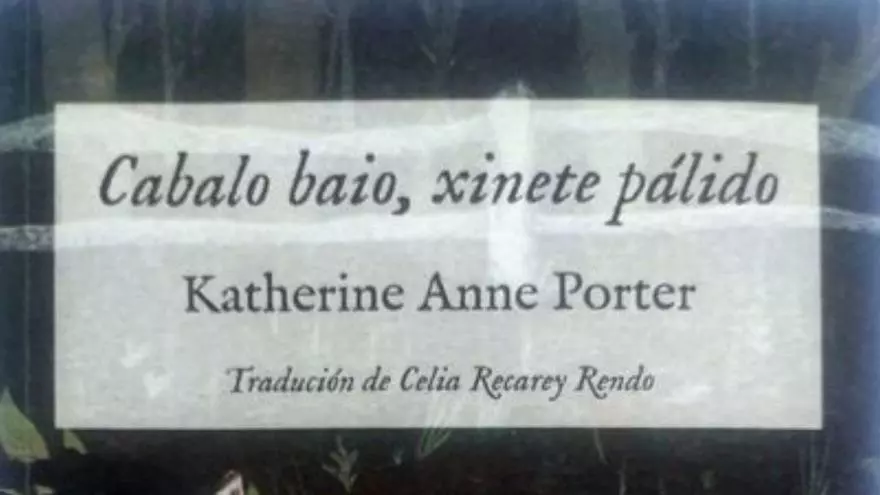 Cabalo baio, xinete pálido
Katherine Anne Porter
Tradución de Celia Recarey Rendo